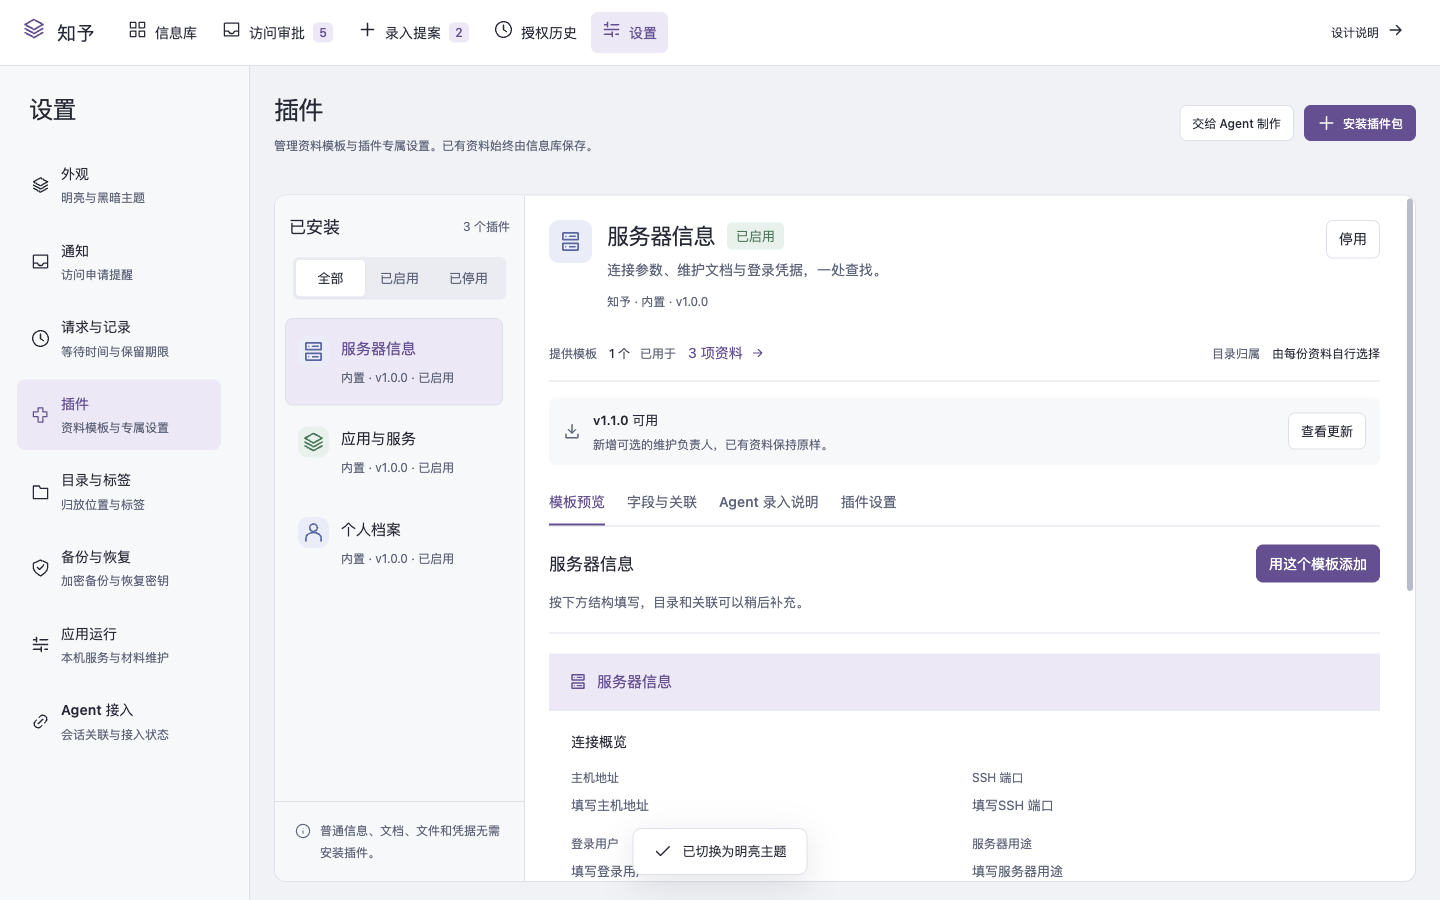 知予
信息库
访问审批 5
录入提案 2
授权历史
设置
设计说明
设置
外观
明亮与黑暗主题
通知
访问申请提醒
请求与记录
等待时间与保留期限
插件
资料模板与专属设置
目录与标签
归放位置与标签
备份与恢复
加密备份与恢复密钥
应用运行
本机服务与材料维护
Agent 接入
会话关联与接入状态
插件
管理资料模板与插件专属设置。已有资料始终由信息库保存。
交给 Agent 制作
安装插件包
已安装
3 个插件
全部
已启用
已停用
服务器信息
内置 · v1.0.0 · 已启用
应用与服务
内置 · v1.0.0 · 已启用
个人档案
内置 · v1.0.0 · 已启用
普通信息、文档、文件和凭据无需
安装插件。
服务器信息
已启用
停用
连接参数、维护文档与登录凭据，一处查找。
知予 · 内置 · v1.0.0
提供模板 1 个 已用于 3 项资料
目录归属 由每份资料自行选择
v1.1.0 可用
新增可选的维护负责人，已有资料保持原样。
查看更新
模板预览
字段与关联
Agent 录入说明
插件设置
服务器信息
用这个模板添加
按下方结构填写，目录和关联可以稍后补充。
服务器信息
连接概览
主机地址
填写主机地址
SSH 端口
填写SSH 端口
登录用户
填写登录用户
服务器用途
填写服务器用途
已切换为明亮主题